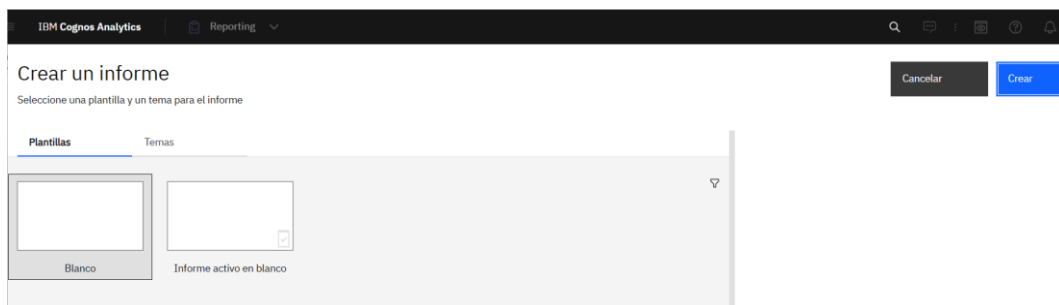 IBM Cognos Analytics
Reporting
Crear un informe
Seleccione una plantilla y un tema para el informe
Cancelar
Crear
Plantillas
Temas
Blanco
Informe activo en blanco